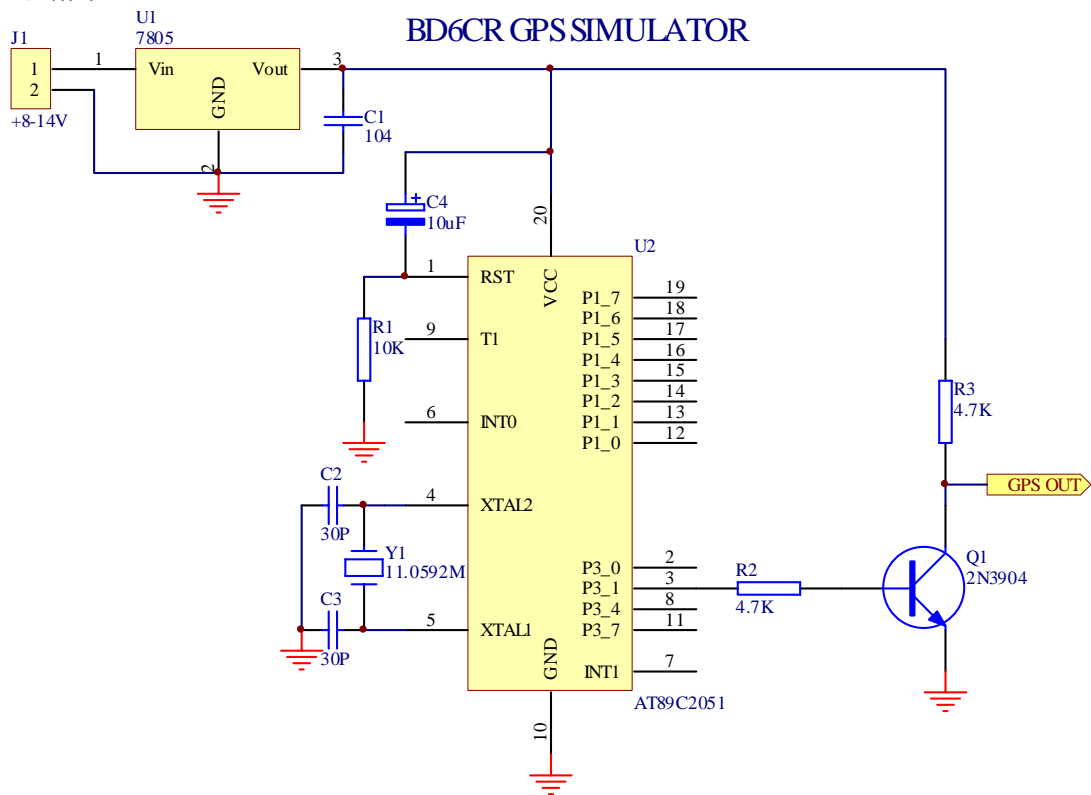 BD6CR GPS SIMULATOR
J1
1
2
+8-14V
U1
7805
1
Vin
Vout
3
GND
2
C1
104
C4
+
10uF
20
U2
1
RST
VCC
R1
10K
9
T1
6
INT0
C2
30P
4
XTAL2
Y1
11.0592M
C3
30P
5
XTAL1
GND
10
P1_7
19
P1_6
18
P1_5
17
P1_4
16
P1_3
15
P1_2
14
P1_1
13
P1_0
12
P3_0
2
P3_1
3
P3_4
8
P3_7
11
INT1
7
AT89C2051
R2
4.7K
R3
4.7K
GPS OUT
Q1
2N3904